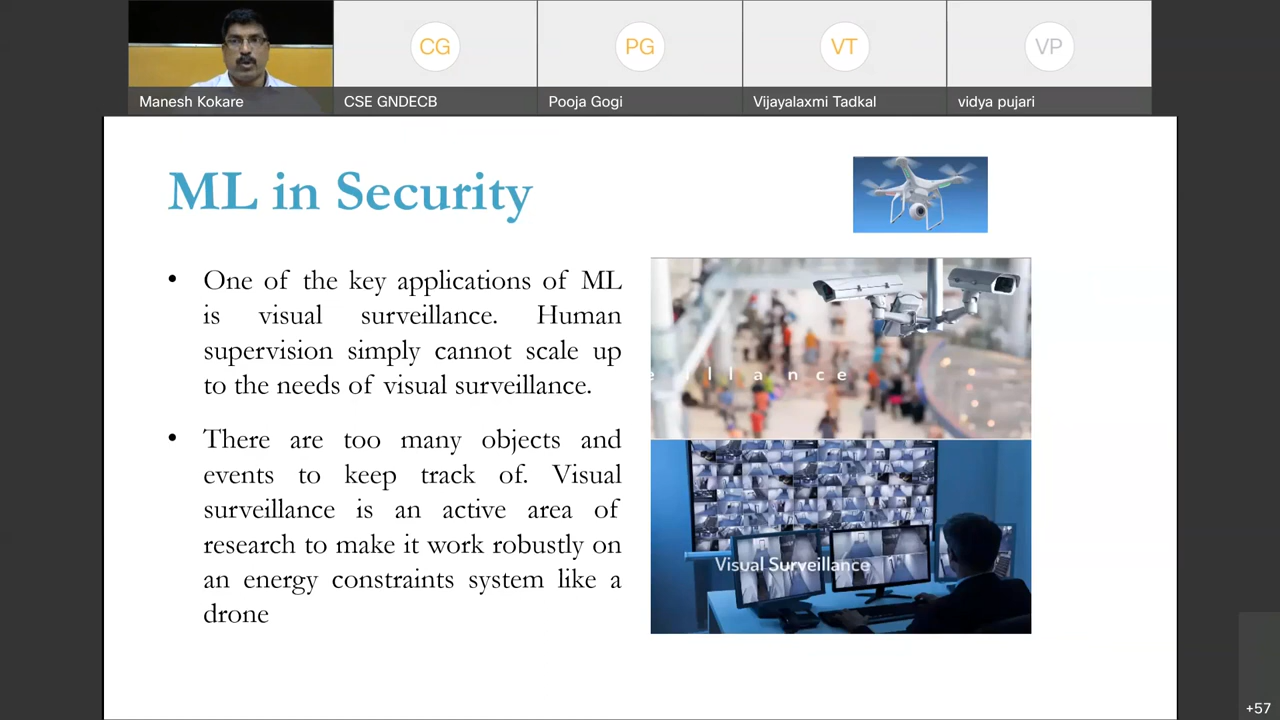 CG
PG
VT
VP
Manesh Kokare
CSE GNDECB
Pooja Gogi
Vijayalaxmi Tadkal
vidya pujari
ML in Security
• One of the key applications of ML
is visual surveillance. Human
supervision simply cannot scale up
to the needs of visual surveillance.
• There are too many objects and
events to keep track of. Visual
surveillance is an active area of
research to make it work robustly on
an energy constraints system like a
drone
e i l l a n c e
Visual Surveillance
+57